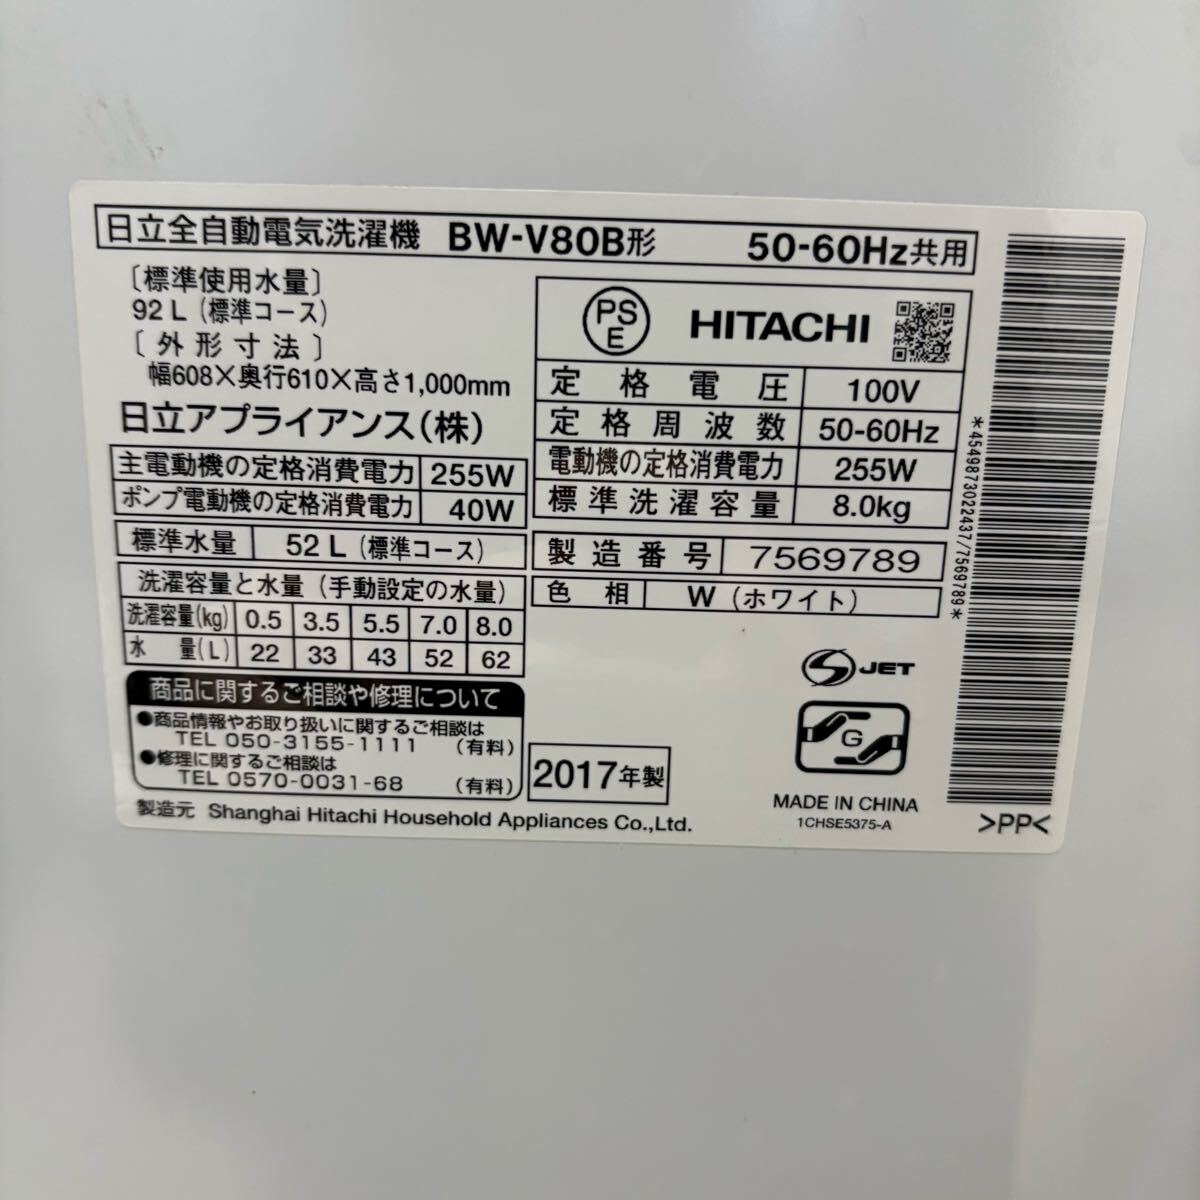 日立全自動電気洗濯機 BW-V80B形 50-60Hz共用
〔標準使用水量〕
92 L (標準コース)
〔外形寸法〕
幅608×奥行610×高さ1,000mm
日立アプライアンス(株)
主電動機の定格消費電力 255W
ポンプ電動機の定格消費電力 40W
標準水量 52 L (標準コース)
洗濯容量と水量 (手動設定の水量)
洗濯容量(kg) 0.5 3.5 5.5 7.0 8.0
水量(L) 22 33 43 52 62
商品に関するご相談や修理について
●商品情報やお取り扱いに関するご相談は
TEL 050-3155-1111 (有料)
●修理に関するご相談は
TEL 0570-0031-68 (有料)
製造元 Shanghai Hitachi Household Appliances Co.,Ltd.
PS
E
HITACHI
定格電圧 100V
定格周波数 50-60Hz
電動機の定格消費電力 255W
標準洗濯容量 8.0kg
製造番号 7569789
色相 W (ホワイト)
2017年製
S JET
G
MADE IN CHINA
1CHSE5375-A
*4549873022437/7569789*
>PP<